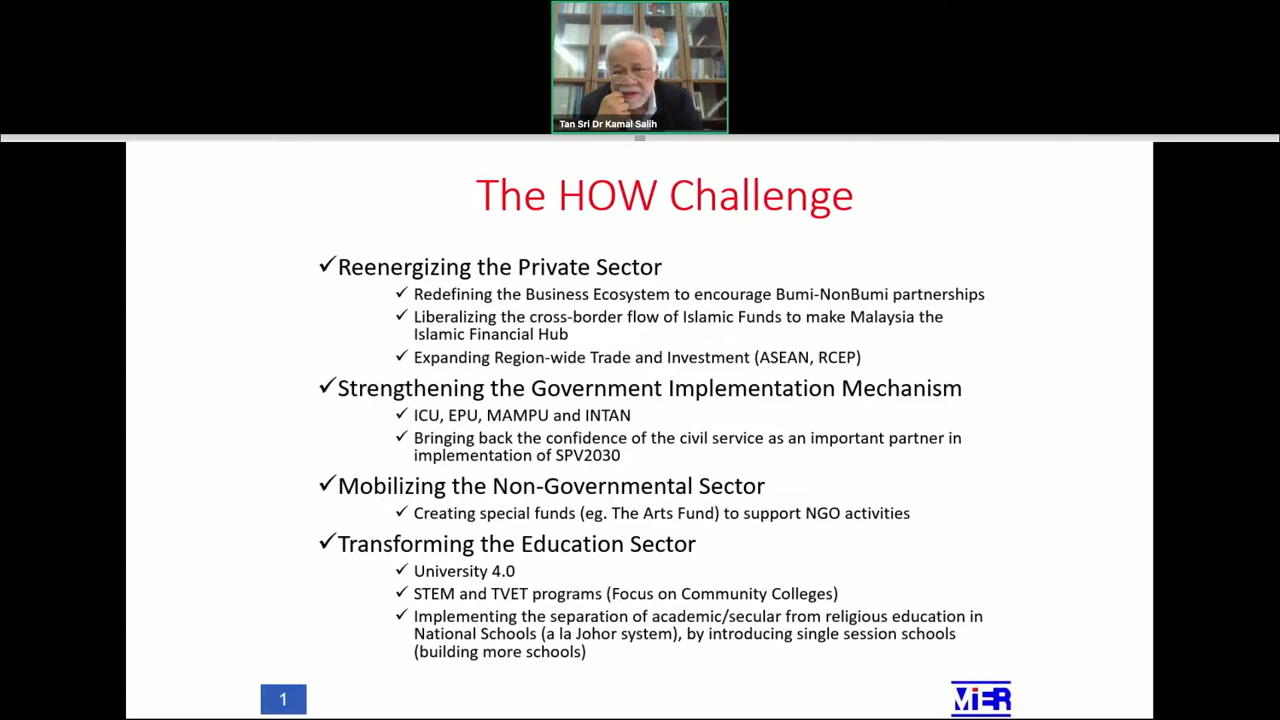 Tan Sri Dr Kamal Salih
The HOW Challenge
✓Reenergizing the Private Sector
✓ Redefining the Business Ecosystem to encourage Bumi-NonBumi partnerships
✓ Liberalizing the cross-border flow of Islamic Funds to make Malaysia the
Islamic Financial Hub
✓ Expanding Region-wide Trade and Investment (ASEAN, RCEP)
✓Strengthening the Government Implementation Mechanism
✓ ICU, EPU, MAMPU and INTAN
✓ Bringing back the confidence of the civil service as an important partner in
implementation of SPV2030
✓Mobilizing the Non-Governmental Sector
✓ Creating special funds (eg. The Arts Fund) to support NGO activities
✓Transforming the Education Sector
✓ University 4.0
✓ STEM and TVET programs (Focus on Community Colleges)
✓ Implementing the separation of academic/secular from religious education in
National Schools (a la Johor system), by introducing single session schools
(building more schools)
1
MiER